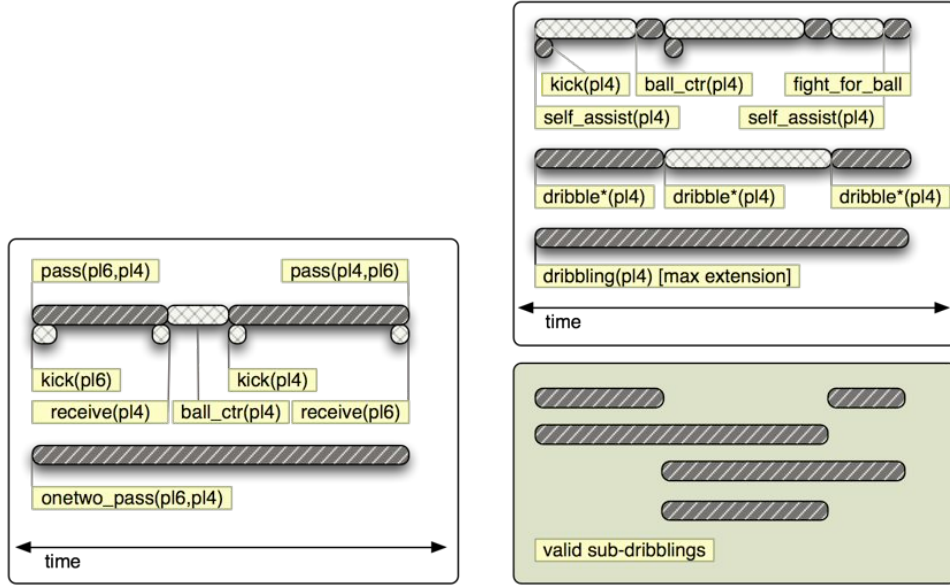 pass(pl6,pl4)
pass(pl4,pl6)
kick(pl6)
kick(pl4)
receive(pl4)
ball_ctr(pl4)
receive(pl6)
onetwo_pass(pl6,pl4)
time
kick(pl4)
ball_ctr(pl4)
fight_for_ball
self_assist(pl4)
self_assist(pl4)
dribble*(pl4)
dribble*(pl4)
dribble*(pl4)
dribbling(pl4) [max extension]
time
valid sub-dribblings